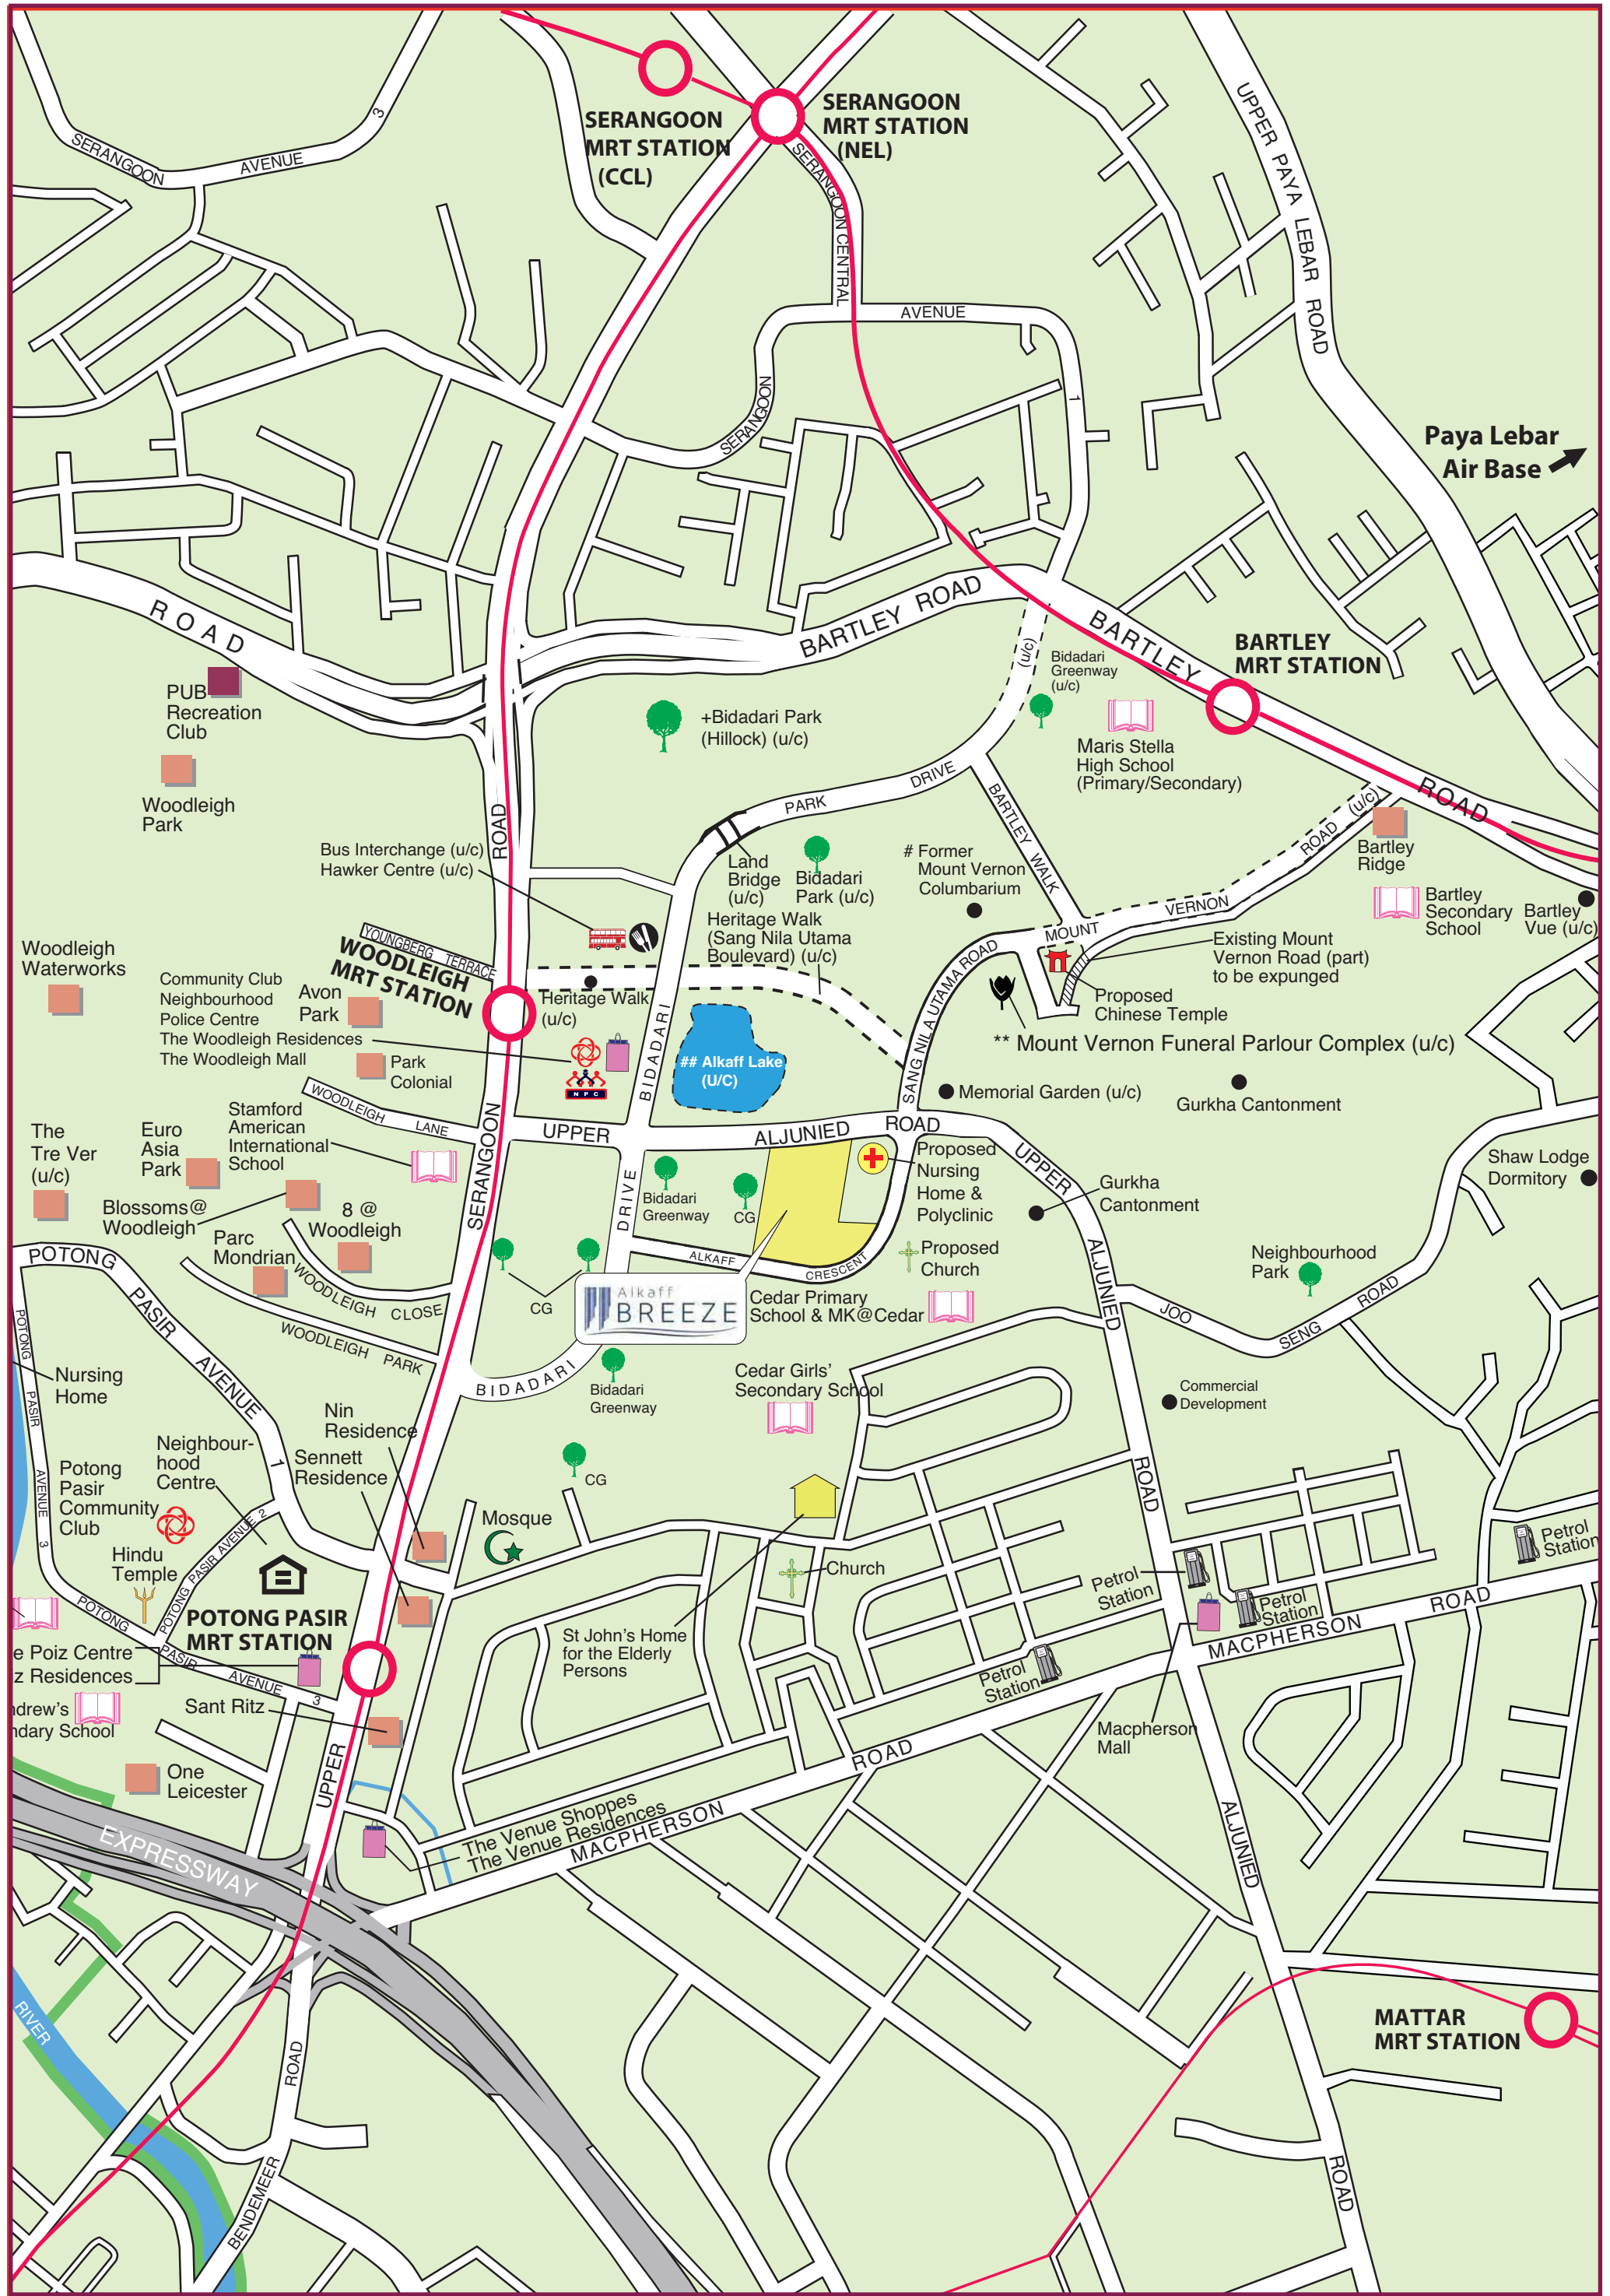 SERANGOON
AVENUE
3
SERANGOON
MRT STATION
(CCL)
SERANGOON
MRT STATION
(NEL)
SERANGOON CENTRAL
UPPER PAYA LEBAR ROAD
AVENUE
SERANGOON
1
Paya Lebar
Air Base
ROAD
BARTLEY ROAD
BARTLEY
BARTLEY
MRT STATION
(u/c)
Bidadari
Greenway
(u/c)
PUB
Recreation
Club
+Bidadari Park
(Hillock) (u/c)
Maris Stella
High School
(Primary/Secondary)
Woodleigh
Park
ROAD
PARK
DRIVE
BARTLEY WALK
ROAD
ROAD (u/c)
Bartley
Ridge
Bus Interchange (u/c)
Hawker Centre (u/c)
Land
Bridge
(u/c)
Bidadari
Park (u/c)
# Former
Mount Vernon
Columbarium
Bartley
Secondary
School
Bartley
Vue (u/c)
Heritage Walk
(Sang Nila Utama
Boulevard) (u/c)
VERNON
MOUNT
YOUNGBERG TERRACE
WOODLEIGH
MRT STATION
Woodleigh
Waterworks
Existing Mount
Vernon Road (part)
to be expunged
Community Club
Neighbourhood
Police Centre
The Woodleigh Residences
The Woodleigh Mall
Avon
Park
Heritage Walk
(u/c)
SANG NILA UTAMA ROAD
Proposed
Chinese Temple
** Mount Vernon Funeral Parlour Complex (u/c)
Park
Colonial
NPC
BIDADARI
## Alkaff Lake
(U/C)
Memorial Garden (u/c)
Gurkha Cantonment
WOODLEIGH
LANE
SERANGOON
UPPER
ALJUNIED
ROAD
UPPER
The
Tre Ver
(u/c)
Euro
Asia
Park
Stamford
American
International
School
Proposed
Nursing
Home &
Polyclinic
Shaw Lodge
Dormitory
Blossoms@
Woodleigh
8 @
Woodleigh
DRIVE
Bidadari
Greenway
CG
Gurkha
Cantonment
Parc
Mondrian
ALKAFF
CRESCENT
Proposed
Church
ALJUNIED
Neighbourhood
Park
POTONG
PASIR
AVENUE
1
WOODLEIGH CLOSE
WOODLEIGH PARK
CG
Alkaff
BREEZE
Cedar Primary
School & MK@Cedar
JOO
SENG
ROAD
POTONG
PASIR
AVENUE
3
Nursing
Home
BIDADARI
Bidadari
Greenway
Cedar Girls'
Secondary School
Commercial
Development
Nin
Residence
Sennett
Residence
Neighbour-
hood
Centre
Potong
Pasir
Community
Club
CG
ROAD
Mosque
POTONG PASIR AVENUE 2
Hindu
Temple
Church
Petrol
Station
Petrol
Station
Petrol
Station
POTONG
PASIR
AVENUE
3
POTONG PASIR
MRT STATION
e Poiz Centre
z Residences
St John's Home
for the Elderly
Persons
Petrol
Station
MACPHERSON
ROAD
Sant Ritz
ndrew's
ndary School
Macpherson
Mall
One
Leicester
UPPER
ROAD
MACPHERSON
The Venue Shoppes
The Venue Residences
ALJUNIED
EXPRESSWAY
RIVER
ROAD
BENDEMEER
MATTAR
MRT STATION
ROAD